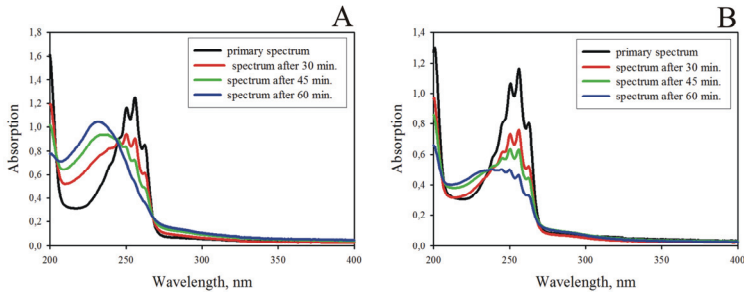 A
1,8
1,6
1,4
1,2
1,0
0,8
0,6
0,4
0,2
0,0
Absorption
primary spectrum
spectrum after 30 min.
spectrum after 45 min.
spectrum after 60 min.
200 250 300 350 400
Wavelength, nm
B
1,4
1,2
1,0
0,8
0,6
0,4
0,2
0,0
Absorption
primary spectrum
spectrum after 30 min.
spectrum after 45 min.
spectrum after 60 min.
200 250 300 350 400
Wavelength, nm